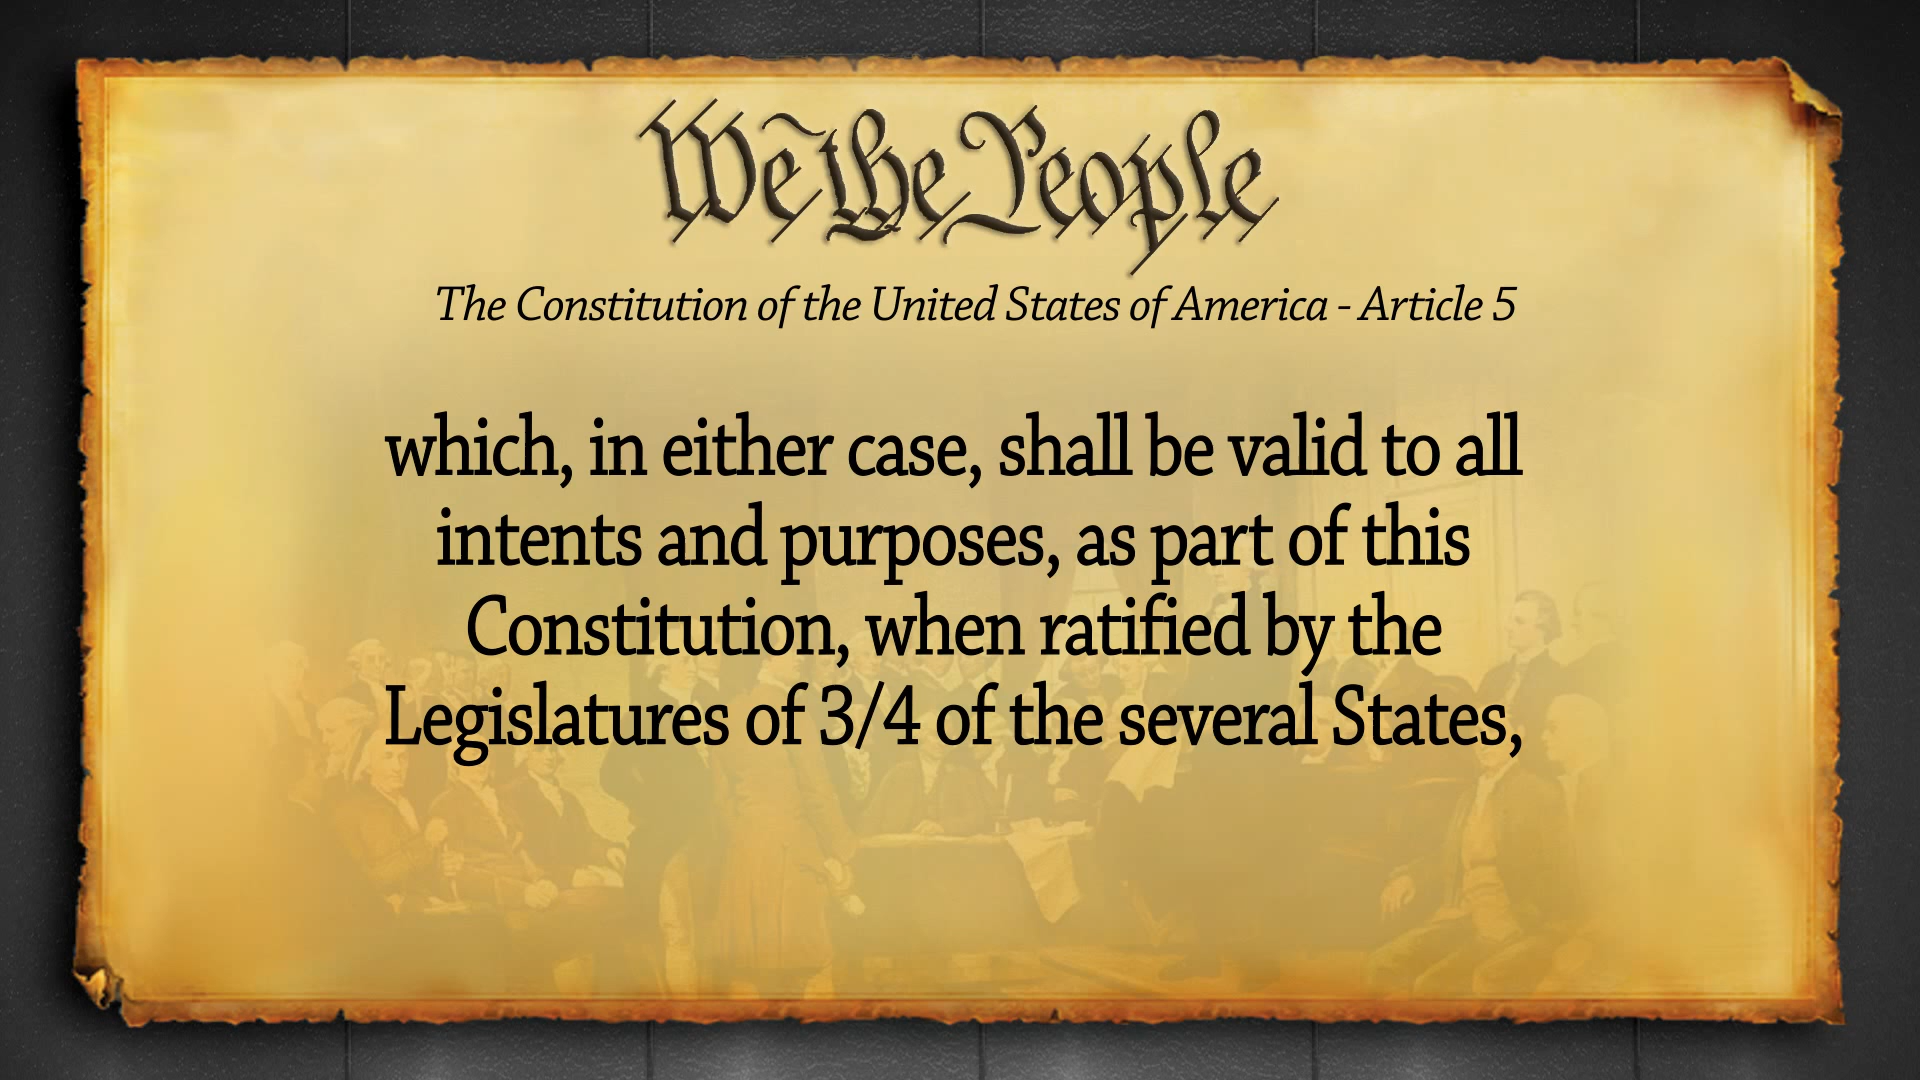 We the People
The Constitution of the United States of America - Article 5
which, in either case, shall be valid to all
intents and purposes, as part of this
Constitution, when ratified by the
Legislatures of 3/4 of the several States,